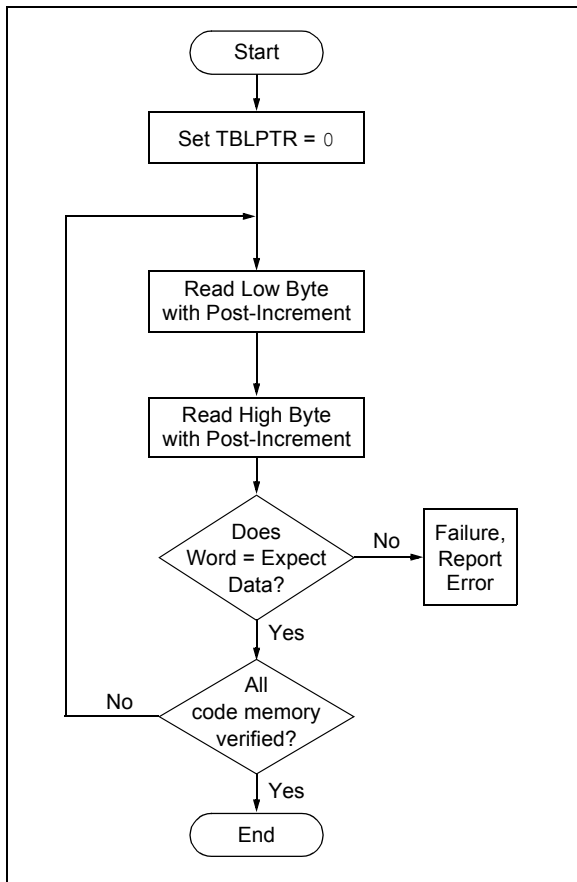 Start
Set TBLPTR = 0
Read Low Byte
with Post-Increment
Read High Byte
with Post-Increment
Does
Word = Expect
Data?
No
Failure,
Report
Error
Yes
All
code memory
verified?
No
Yes
End